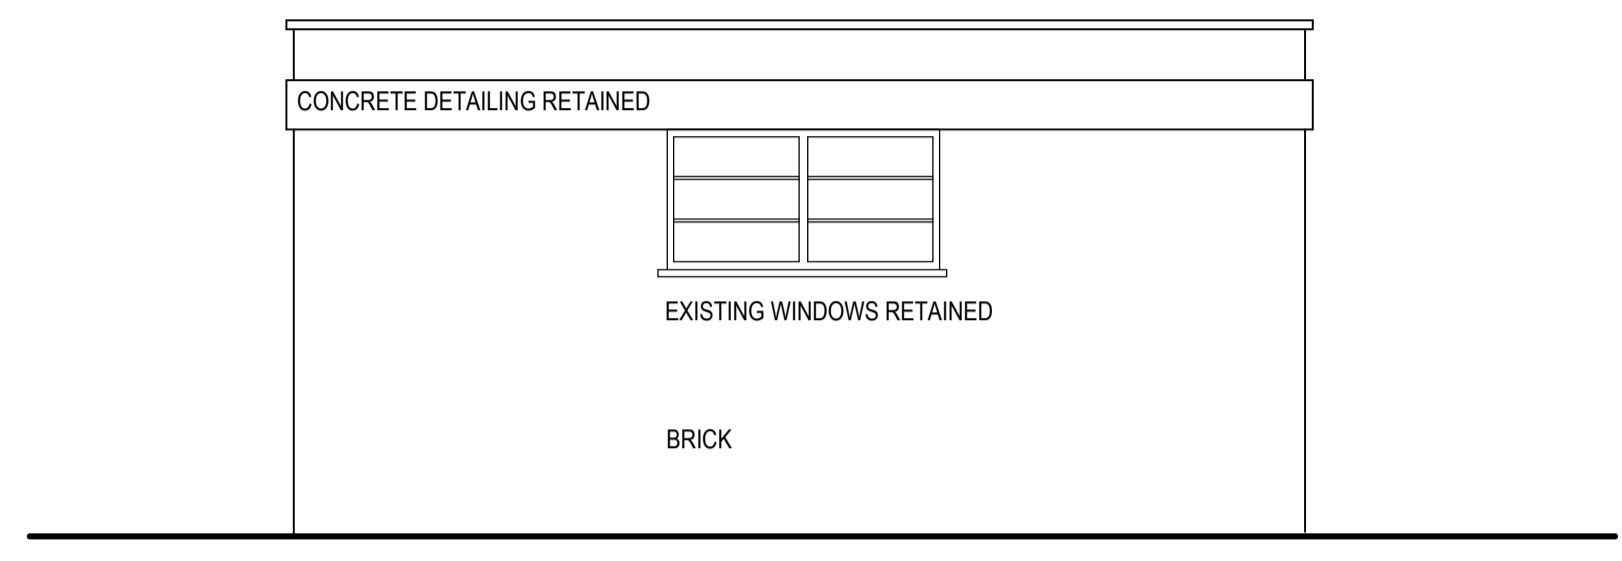 CONCRETE DETAILING RETAINED
EXISTING WINDOWS RETAINED
BRICK